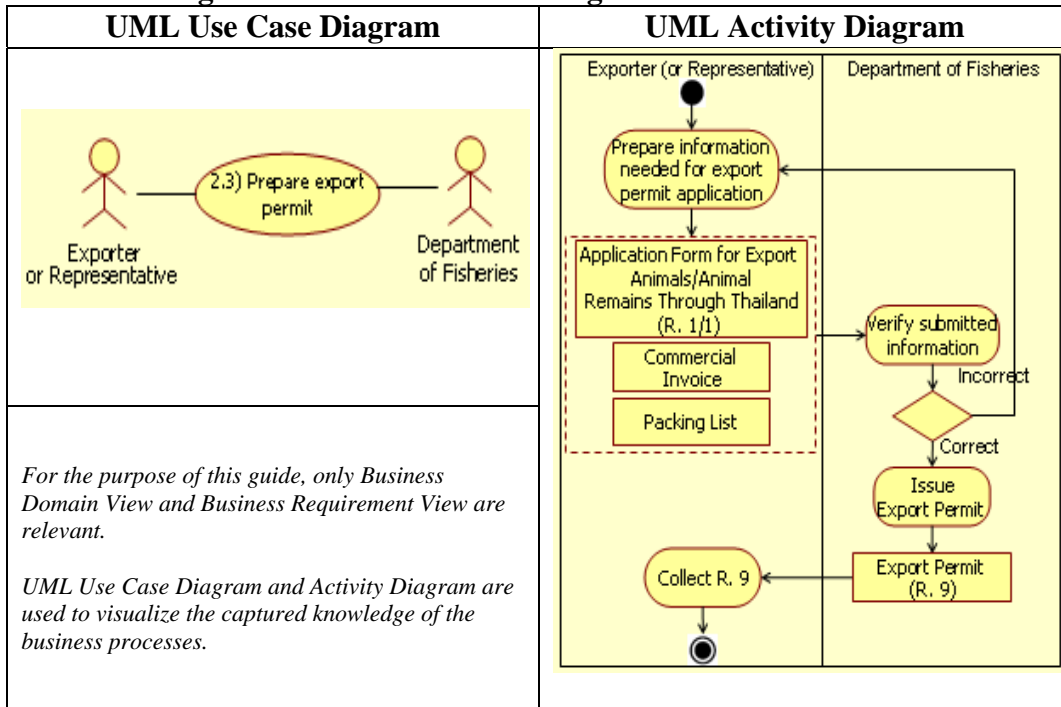 UML Use Case Diagram
UML Activity Diagram
2.3) Prepare export
permit
Exporter
or Representative
Department
of Fisheries
For the purpose of this guide, only Business
Domain View and Business Requirement View are
relevant.
UML Use Case Diagram and Activity Diagram are
used to visualize the captured knowledge of the
business processes.
Exporter (or Representative)
Department of Fisheries
Prepare information
needed for export
permit application
Application Form for Export
Animals/Animal
Remains Through Thailand
(R. 1/1)
Commercial
Invoice
Packing List
Verify submitted
information
Incorrect
Correct
Issue
Export Permit
Export Permit
(R. 9)
Collect R. 9